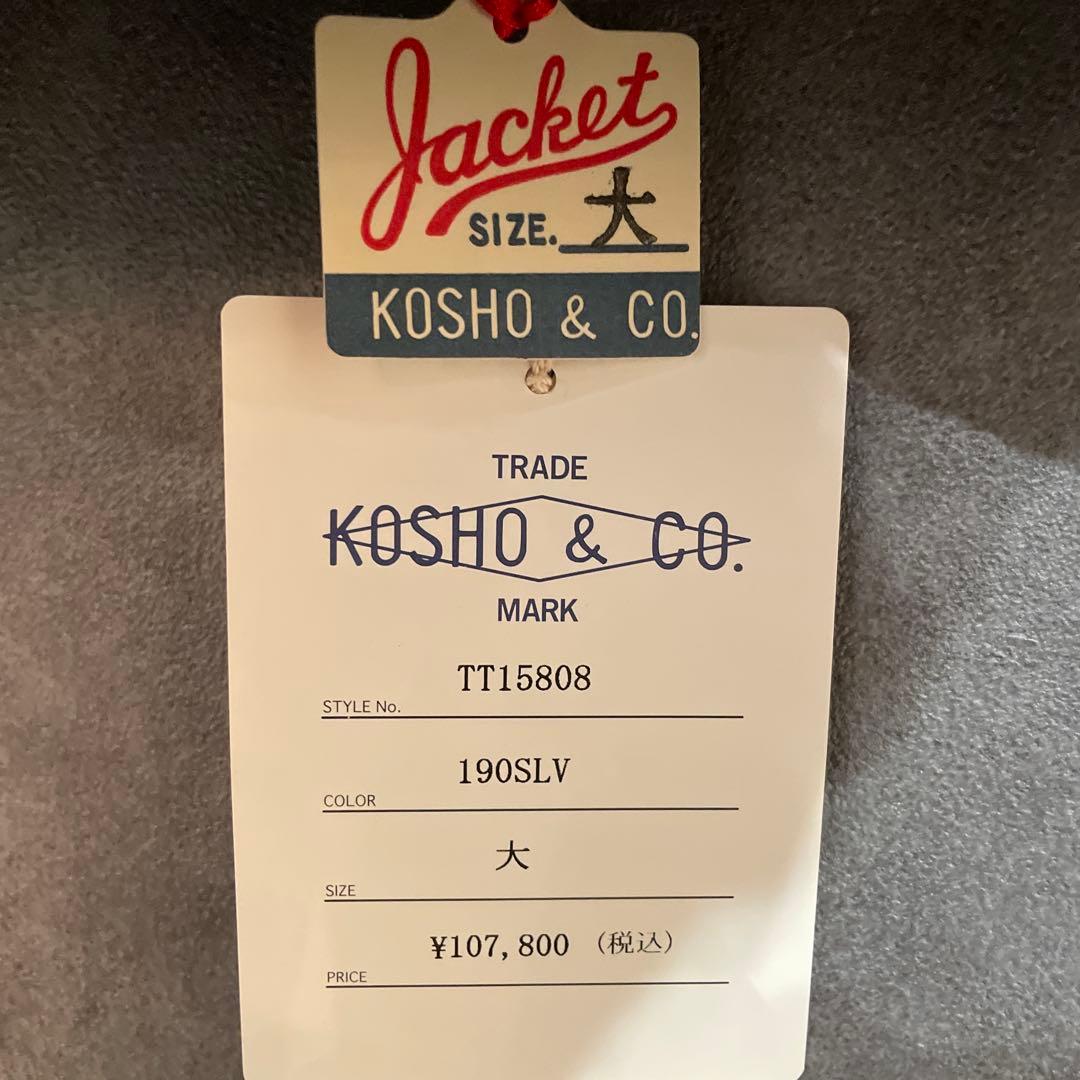 Jacket
SIZE. 大
KOSHO & CO.
TRADE
KOSHO & CO.
MARK
STYLE No. TT15808
COLOR 190SLV
SIZE 大
PRICE ¥107,800 (税込)